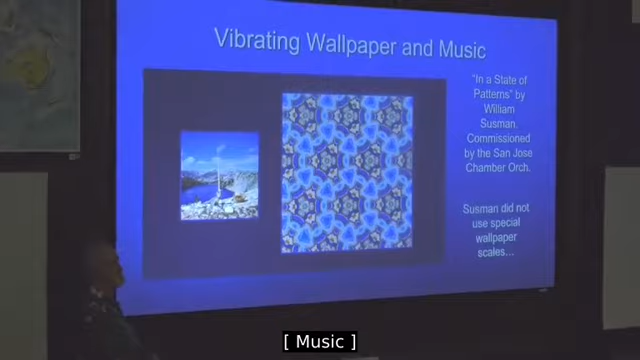 Vibrating Wallpaper and Music
"In a State of
Patterns" by
William
Susman.
Commissioned
by the San Jose
Chamber Orch.
Susman did not
use special
wallpaper
scales...
[ Music ]